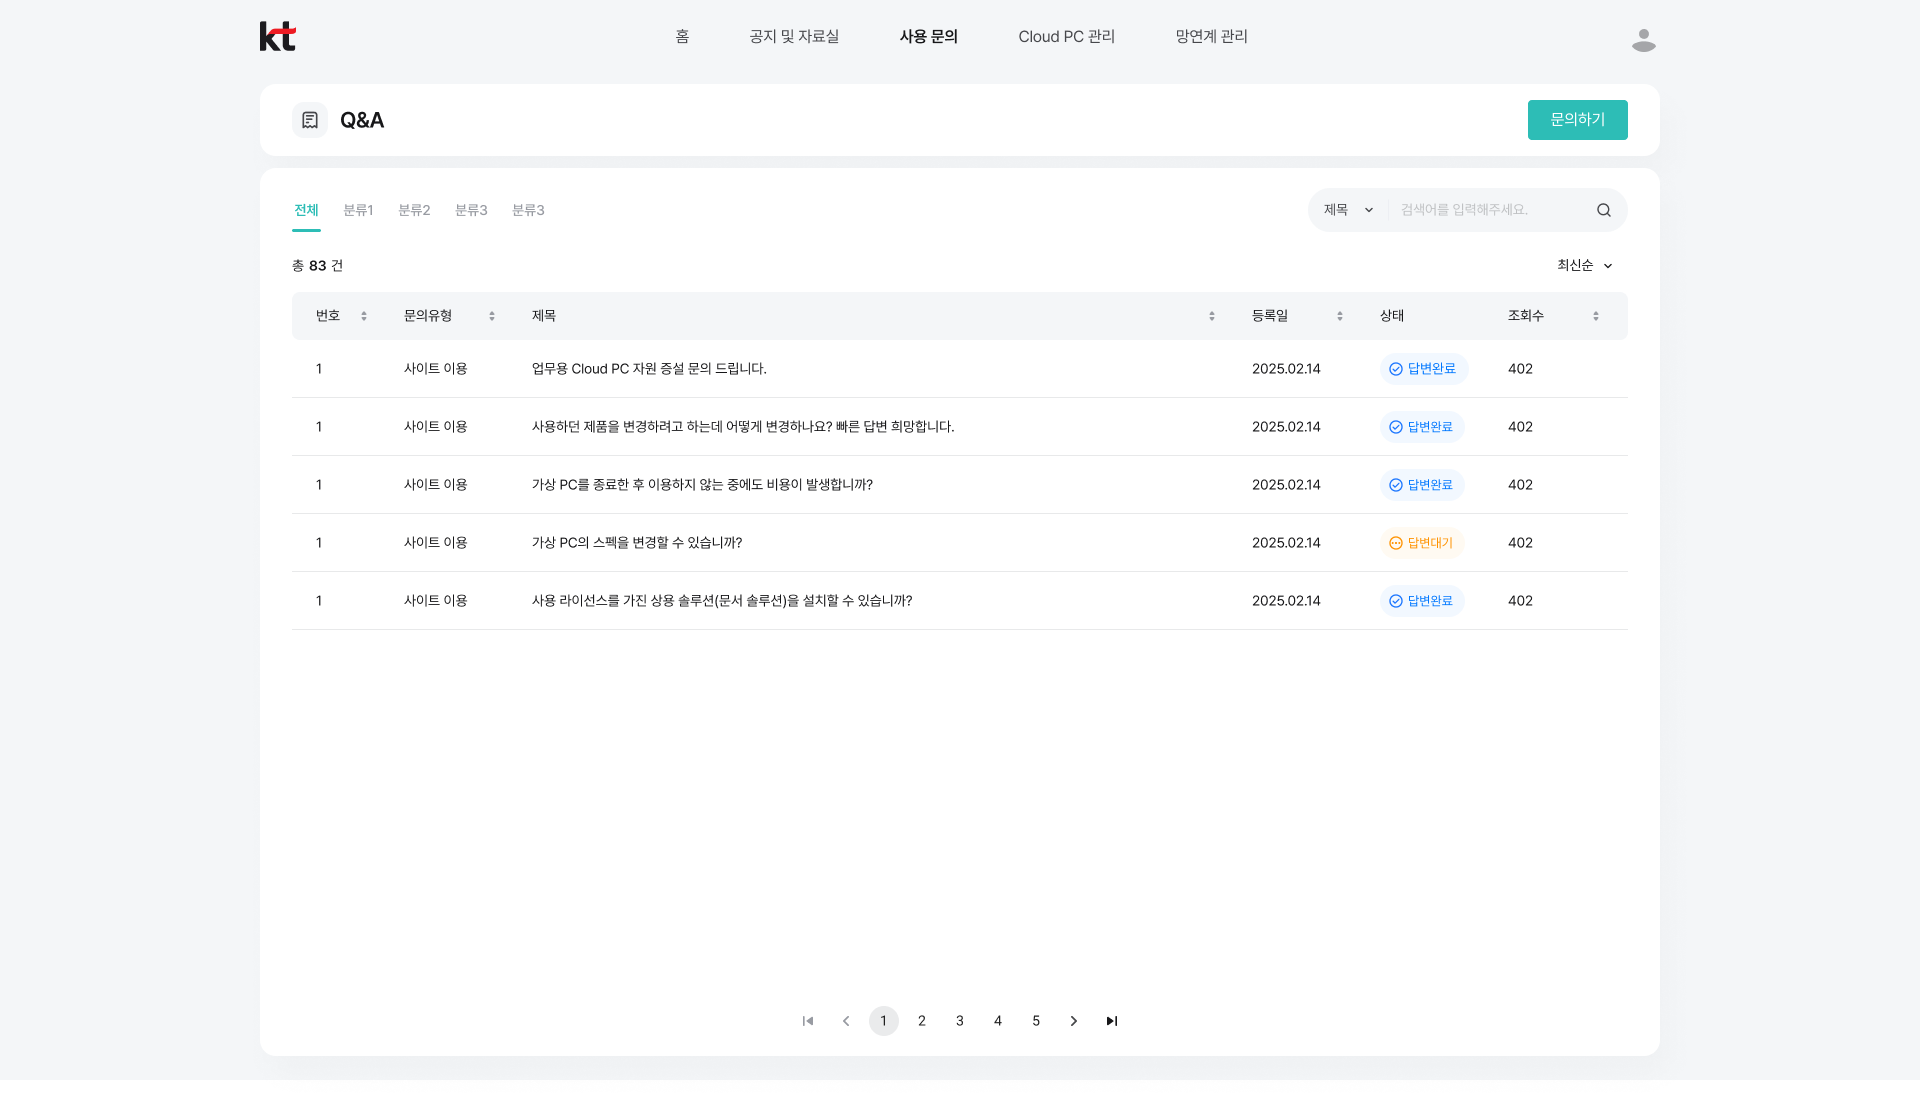 kt
홈 공지 및 자료실 사용 문의 Cloud PC 관리 망연계 관리
Q&A 문의하기
전체 분류1 분류2 분류3 분류3 제목 검색어를 입력해주세요.
총 83 건 최신순
번호 문의유형 제목 등록일 상태 조회수
1 사이트 이용 업무용 Cloud PC 자원 증설 문의 드립니다. 2025.02.14 답변완료 402
1 사이트 이용 사용하던 제품을 변경하려고 하는데 어떻게 변경하나요? 빠른 답변 희망합니다. 2025.02.14 답변완료 402
1 사이트 이용 가상 PC를 종료한 후 이용하지 않는 중에도 비용이 발생합니까? 2025.02.14 답변완료 402
1 사이트 이용 가상 PC의 스펙을 변경할 수 있습니까? 2025.02.14 답변대기 402
1 사이트 이용 사용 라이선스를 가진 상용 솔루션(문서 솔루션)을 설치할 수 있습니까? 2025.02.14 답변완료 402
1 2 3 4 5